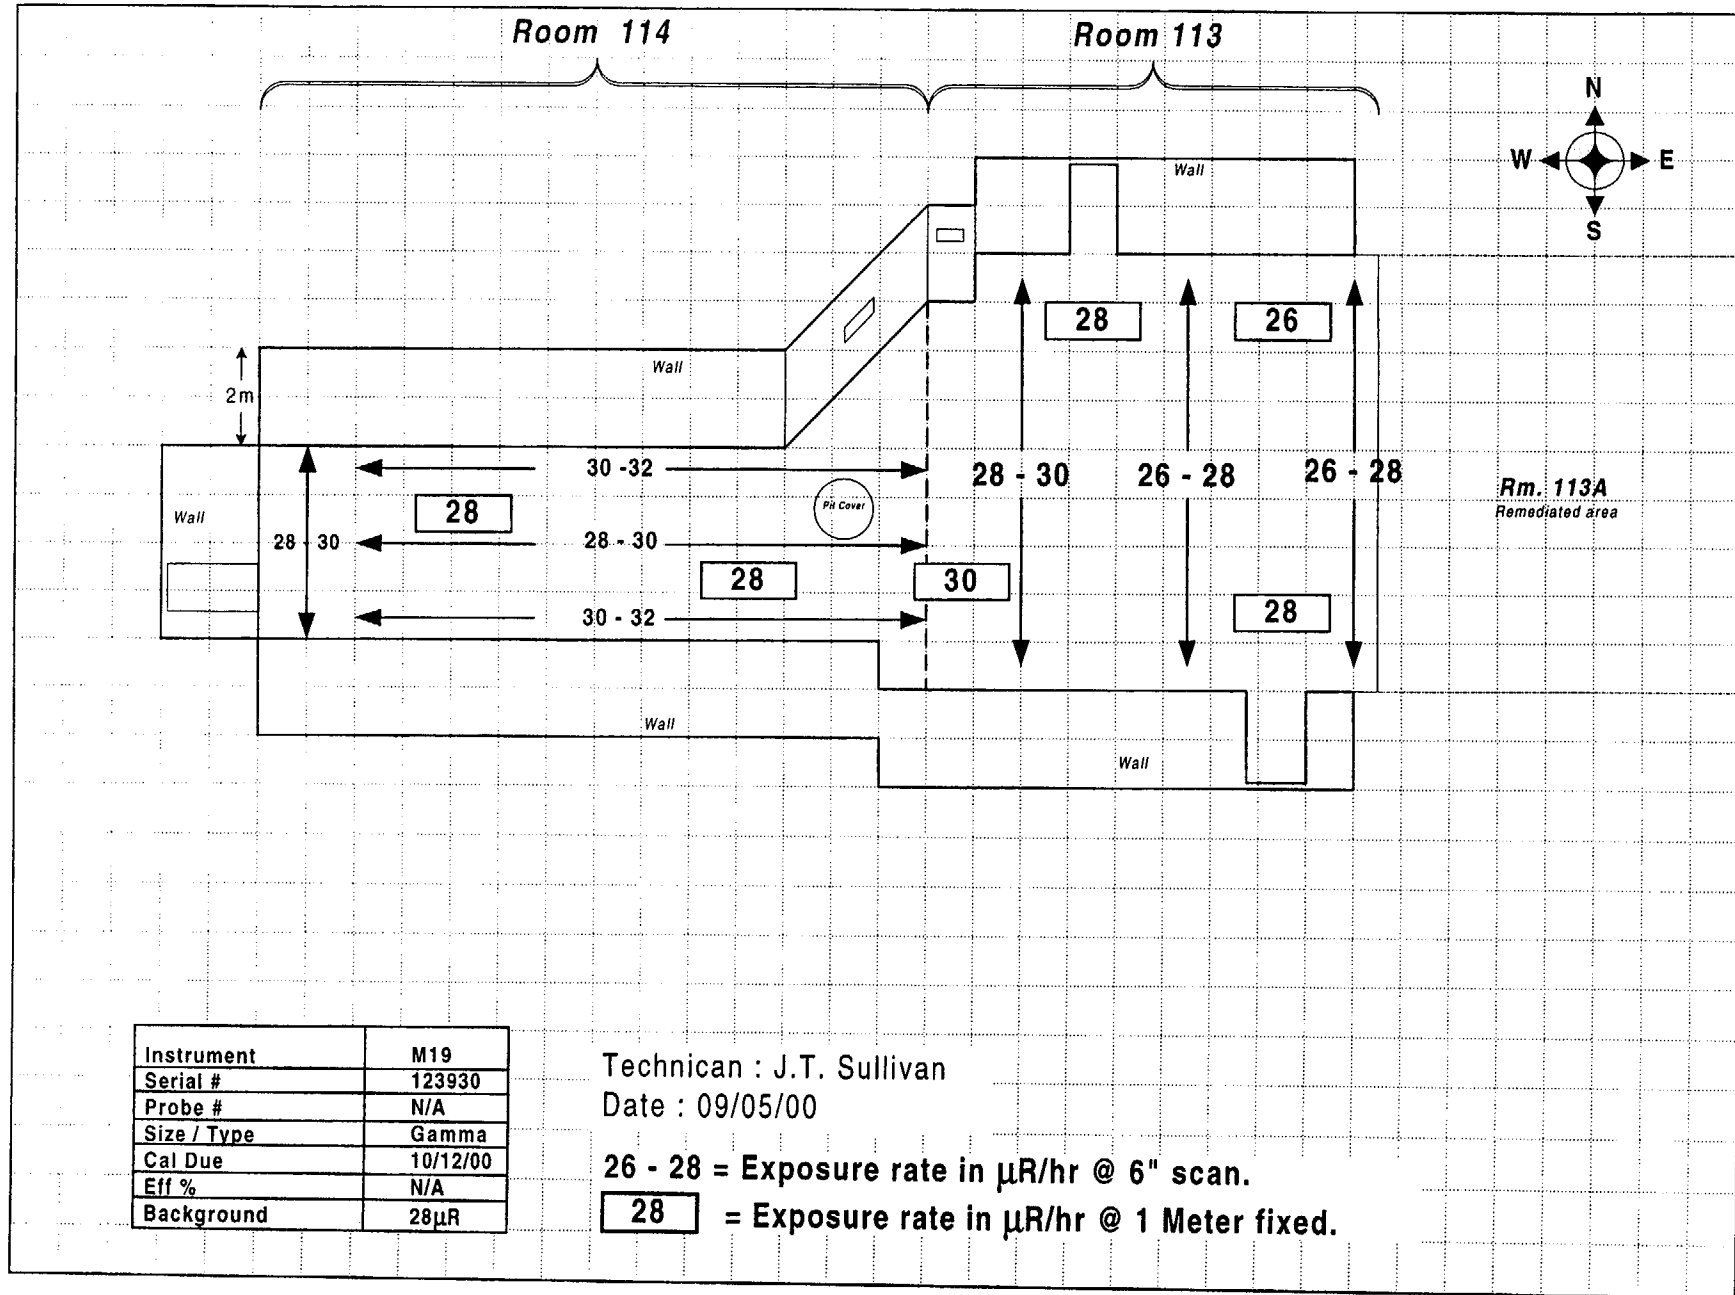 Room 114
Room 113
N
W E
S
Wall
28
26
Wall
2 m
30 - 32
28 - 30
26 - 28
26 - 28
Rm. 113A
Remediated area
Wall
28
Pit Cover
28 - 30
28 - 30
28
30
28
30 - 32
Wall
Wall
Instrument M19
Serial # 123930
Probe # N/A
Size / Type Gamma
Cal Due 10/12/00
Eff % N/A
Background 28µR
Technican : J.T. Sullivan
Date : 09/05/00
26 - 28 = Exposure rate in µR/hr @ 6" scan.
28 = Exposure rate in µR/hr @ 1 Meter fixed.